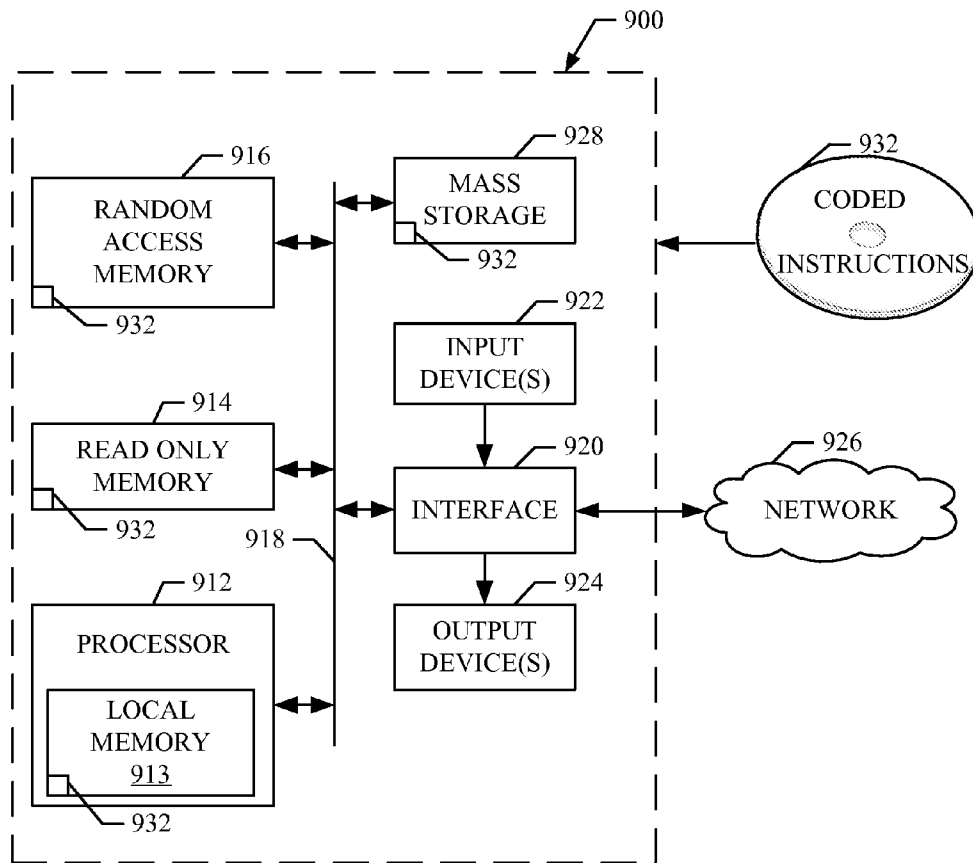 900
916
RANDOM
ACCESS
MEMORY
932
928
MASS
STORAGE
932
932
CODED
INSTRUCTIONS
922
INPUT
DEVICE(S)
914
READ ONLY
MEMORY
932
920
INTERFACE
926
NETWORK
918
912
PROCESSOR
LOCAL
MEMORY
913
932
924
OUTPUT
DEVICE(S)